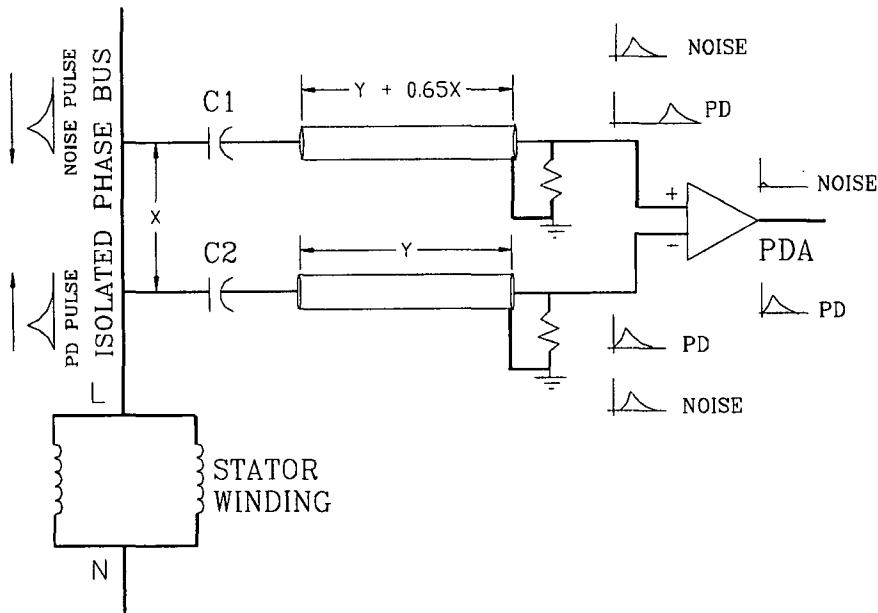 NOISE PULSE
PD PULSE
ISOLATED PHASE BUS
X
C1
Y + 0.65X
C2
Y
NOISE
PD
+
-
PDA
NOISE
PD
PD
NOISE
L
STATOR
WINDING
N